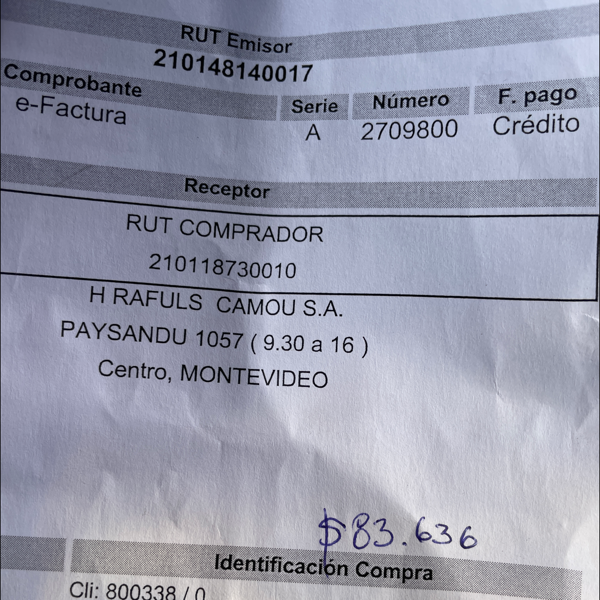 RUT Emisor
210148140017
Comprobante Serie Número F. pago
e-Factura A 2709800 Crédito
Receptor
RUT COMPRADOR
210118730010
H RAFULS CAMOU S.A.
PAYSANDU 1057 ( 9.30 a 16 )
Centro, MONTEVIDEO
$83.636
Identificación Compra
Cli: 800338 / 0